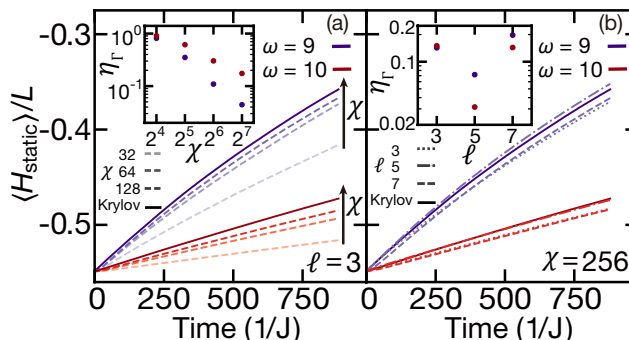 (a)
(b)
⟨H_static⟩/L
-0.3
-0.4
-0.5
η_Γ
10^0
10^-1
2^4 2^5 2^6 2^7
χ
ω = 9
ω = 10
32
χ 64
128
Krylov
χ
χ
ℓ=3
0 250 500 750
Time (1/J)
η_Γ
0.1
0.02
3 5 7
ℓ
ω = 9
ω = 10
3
ℓ 5
7
Krylov
χ=256
0 250 500 750
Time (1/J)